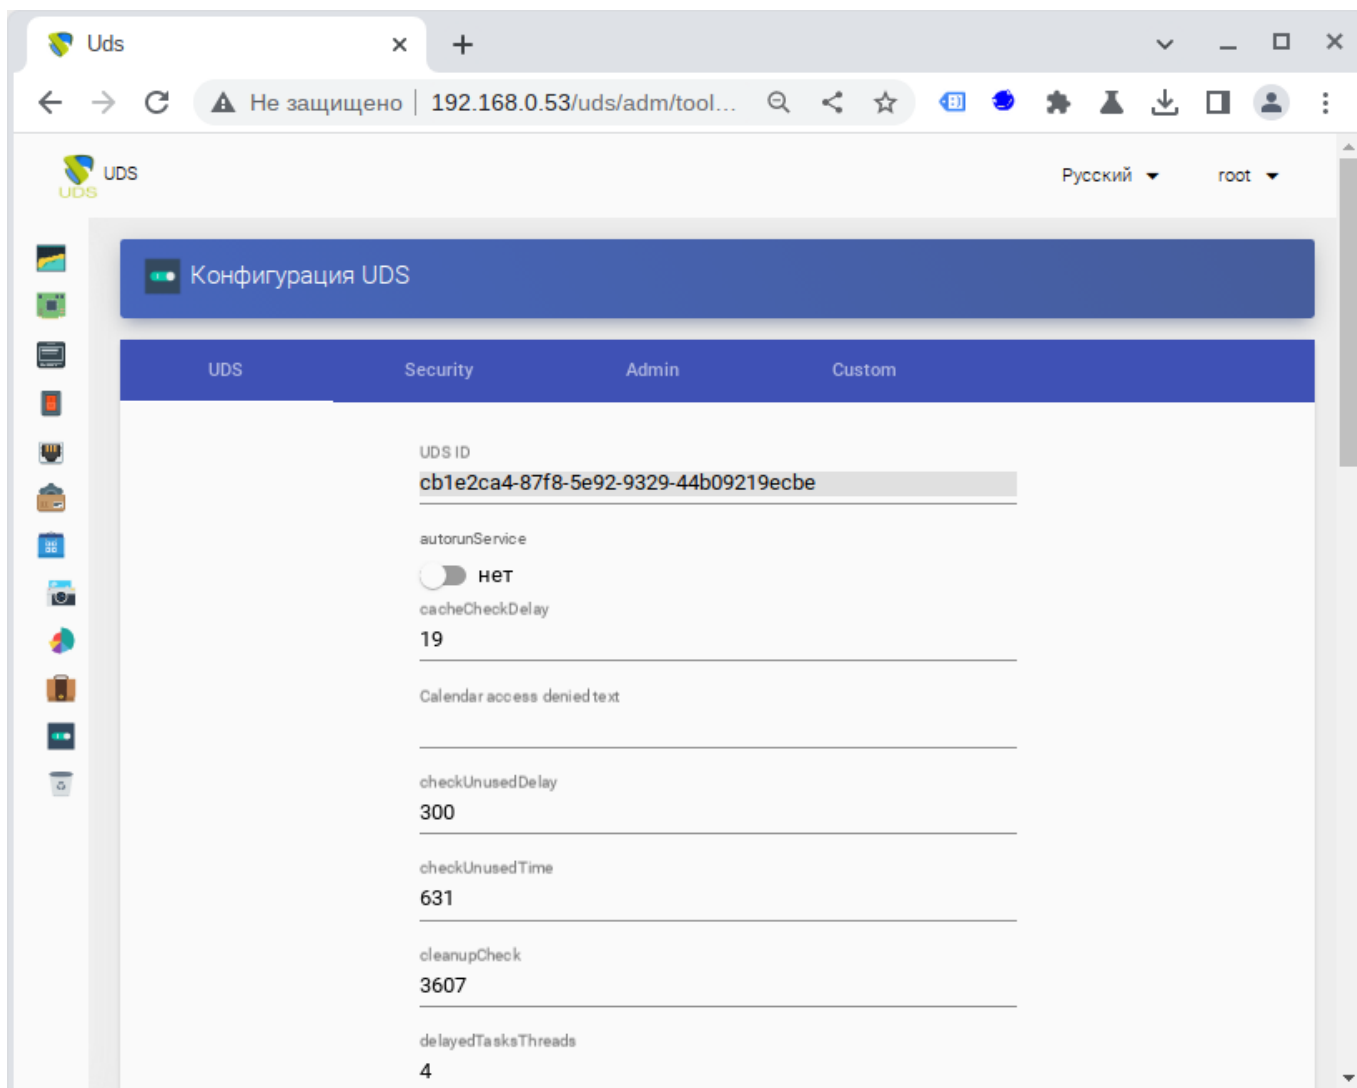 Uds
Не защищено 192.168.0.53/uds/adm/tool...
UDS UDS
Русский root
Конфигурация UDS
UDS Security Admin Custom
UDS ID
cb1e2ca4-87f8-5e92-9329-44b09219ecbe
autorunService
нет
cacheCheckDelay
19
Calendar access denied text
checkUnusedDelay
300
checkUnusedTime
631
cleanupCheck
3607
delayedTasksThreads
4